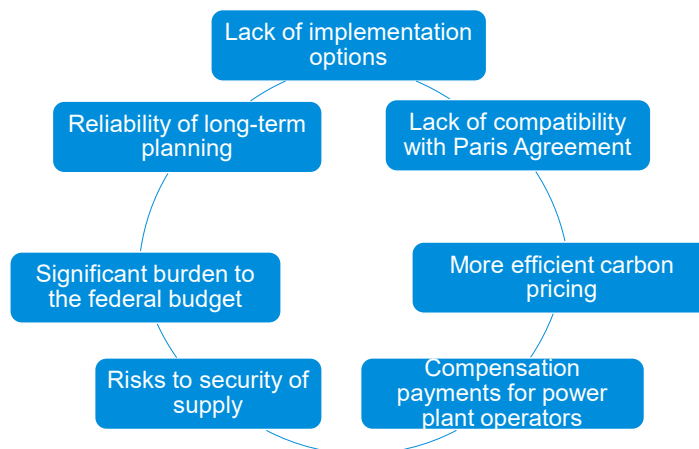 Lack of implementation
options
Lack of compatibility
with Paris Agreement
More efficient carbon
pricing
Compensation
payments for power
plant operators
Risks to security of
supply
Significant burden to
the federal budget
Reliability of long-term
planning